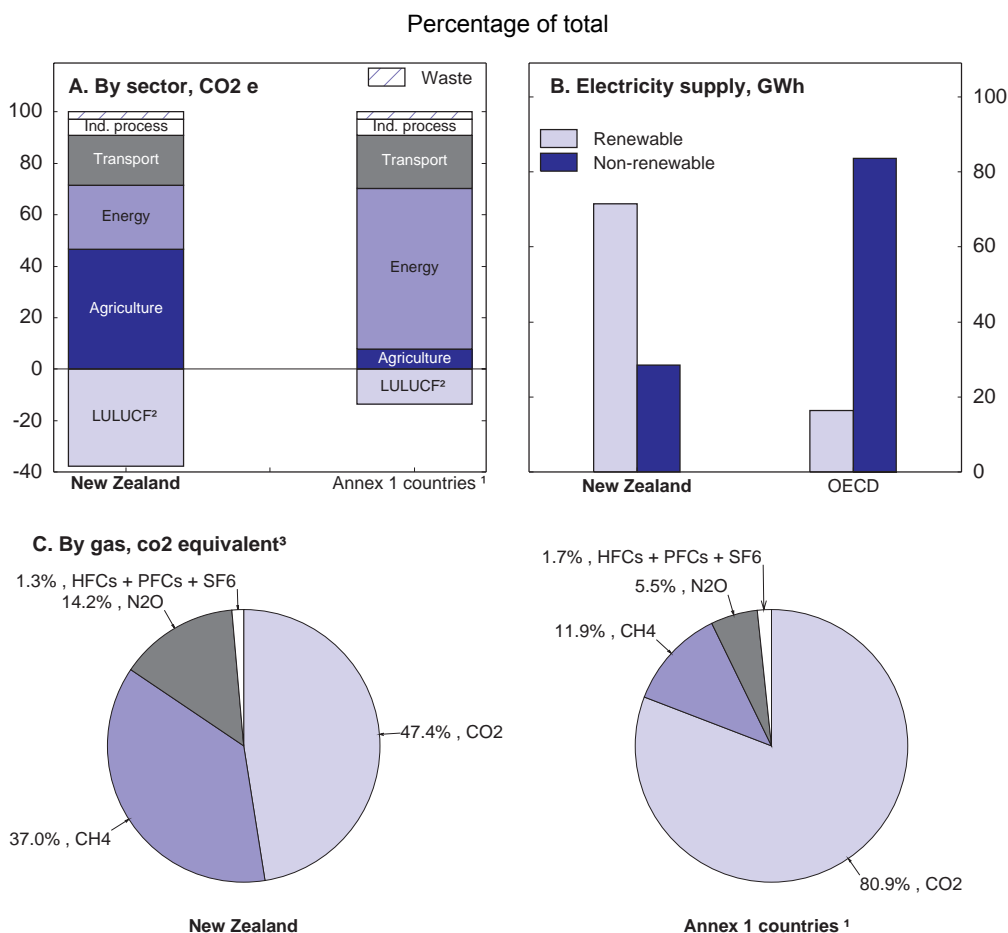 Percentage of total
A. By sector, CO2 e
Waste
100
80
60
40
20
0
-20
-40
Ind. process
Transport
Energy
Agriculture
LULUCF²
New Zealand
Ind. process
Transport
Energy
Agriculture
LULUCF²
Annex 1 countries ¹
B. Electricity supply, GWh
Renewable
Non-renewable
100
80
60
40
20
0
New Zealand
OECD
C. By gas, co2 equivalent³
1.3% , HFCs + PFCs + SF6
14.2% , N2O
47.4% , CO2
37.0% , CH4
New Zealand
1.7% , HFCs + PFCs + SF6
5.5% , N2O
11.9% , CH4
80.9% , CO2
Annex 1 countries ¹